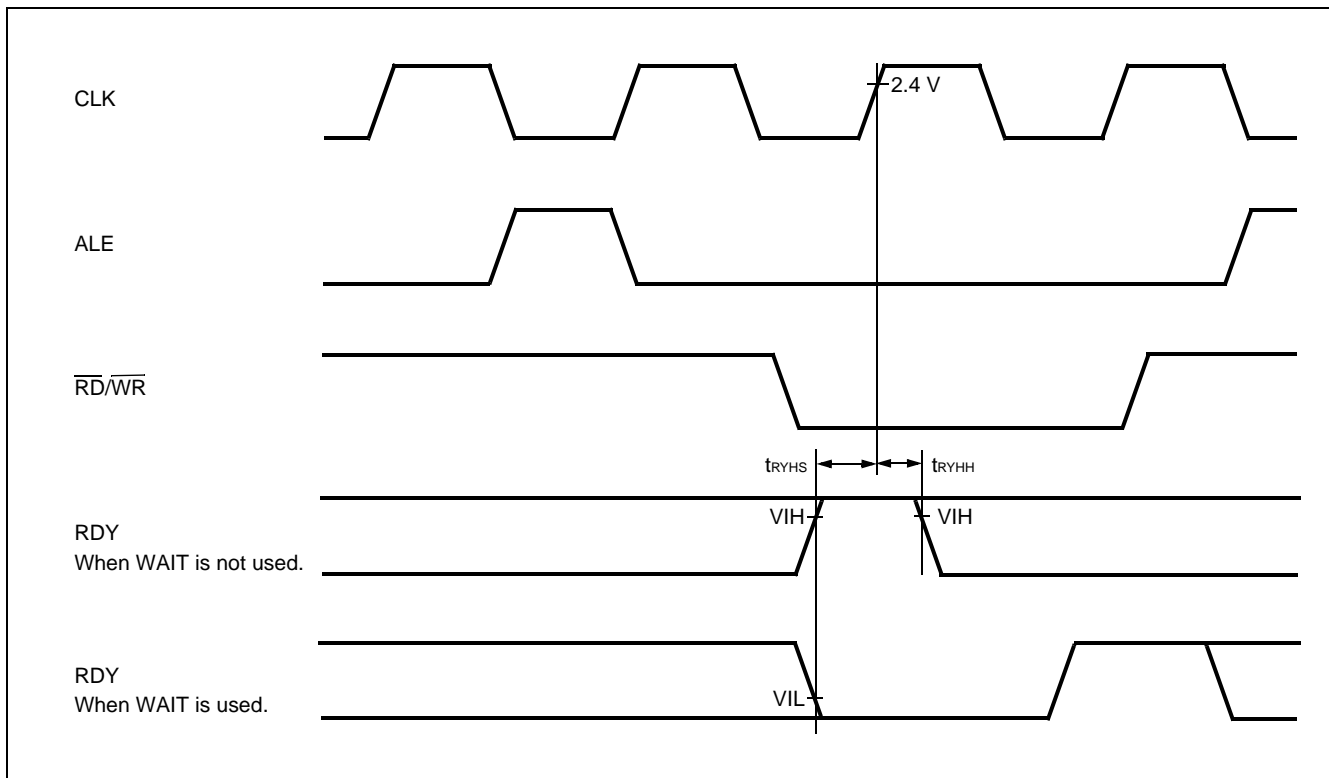 CLK
2.4 V
ALE
RD/WR
tRYHS
tRYHH
RDY
When WAIT is not used.
VIH
VIH
RDY
When WAIT is used.
VIL